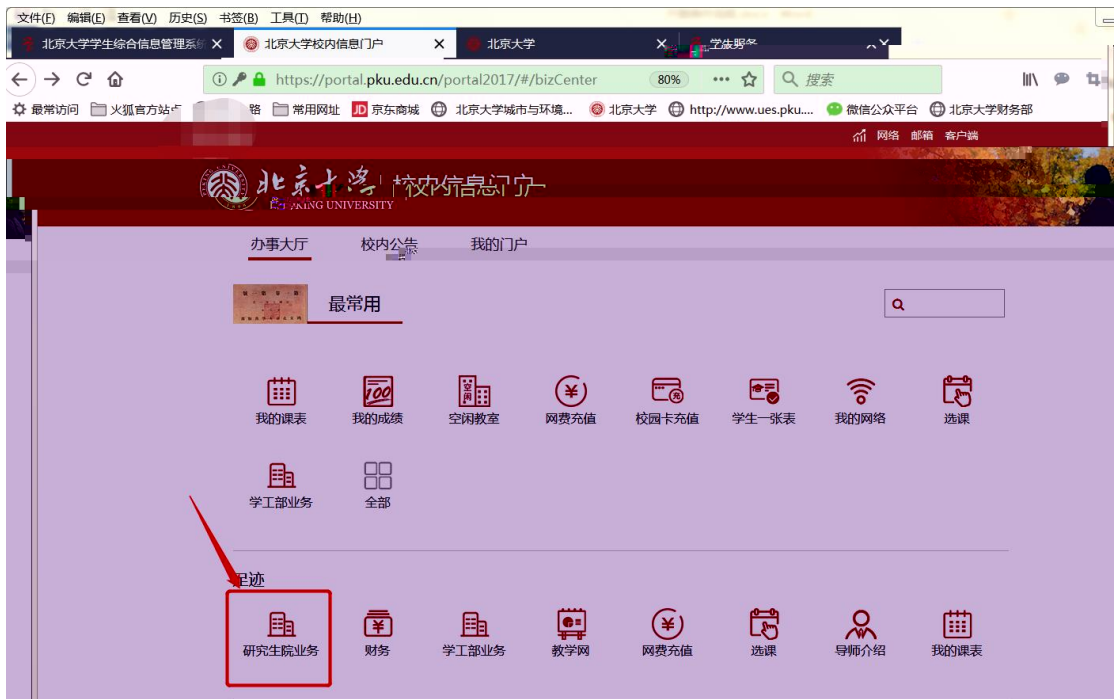 文件(F) 编辑(E) 查看(V) 历史(S) 书签(B) 工具(T) 帮助(H)
北京大学学生综合信息管理系统 北京大学校内信息门户 北京大学 学生服务
https://portal.pku.edu.cn/portal2017/#/bizCenter 80% 搜索
最常访问 火狐官方站点 常用网址 JD 京东商城 北京大学城市与环境... 北京大学 http://www.ues.pku.... 微信公众平台 北京大学财务部
网络 邮箱 客户端
北京大学 校内信息门户
PEKING UNIVERSITY
办事大厅 校内公告 我的门户
最常用
我的课表 我的成绩 空闲教室 网费充值 校园卡充值 学生一张表 我的网络 选课
学工部业务 全部
足迹
研究生院业务 财务 学工部业务 教学网 网费充值 选课 导师介绍 我的课表